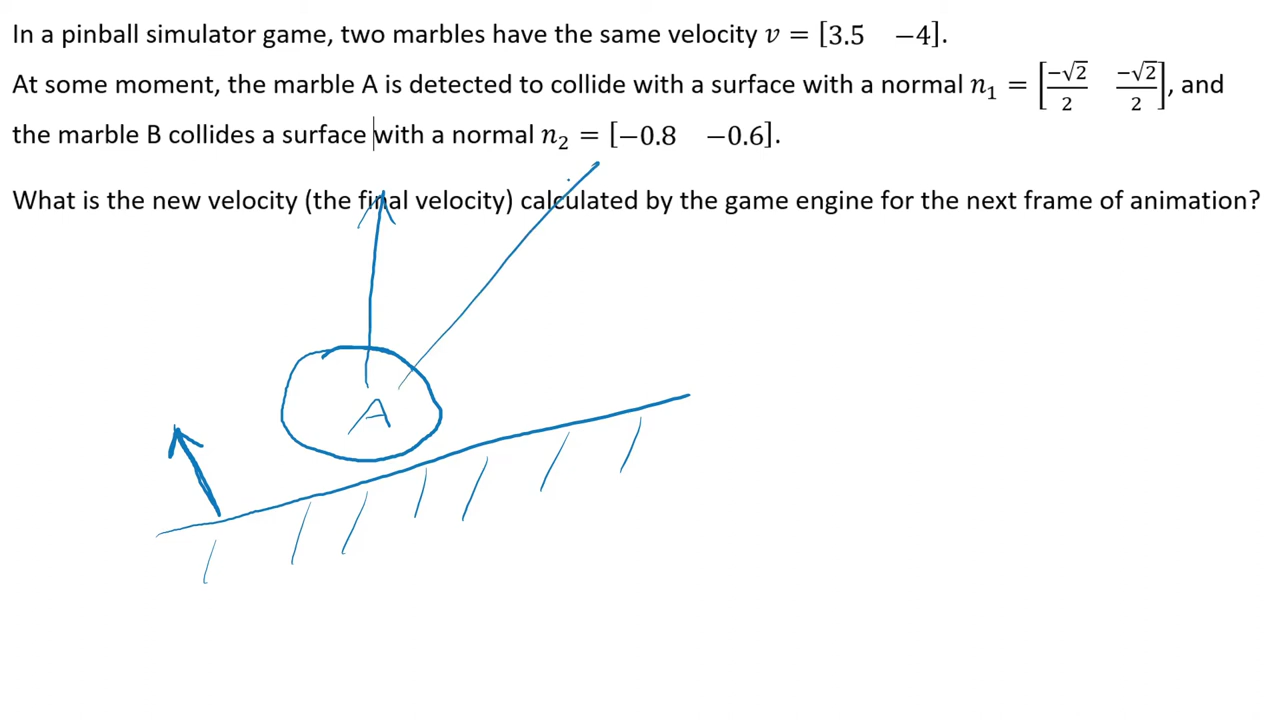 In a pinball simulator game, two marbles have the same velocity v = [3.5 −4].
At some moment, the marble A is detected to collide with a surface with a normal n₁ = [−√2/2 −√2/2], and
the marble B collides a surface with a normal n₂ = [−0.8 −0.6].
What is the new velocity (the final velocity) calculated by the game engine for the next frame of animation?
A